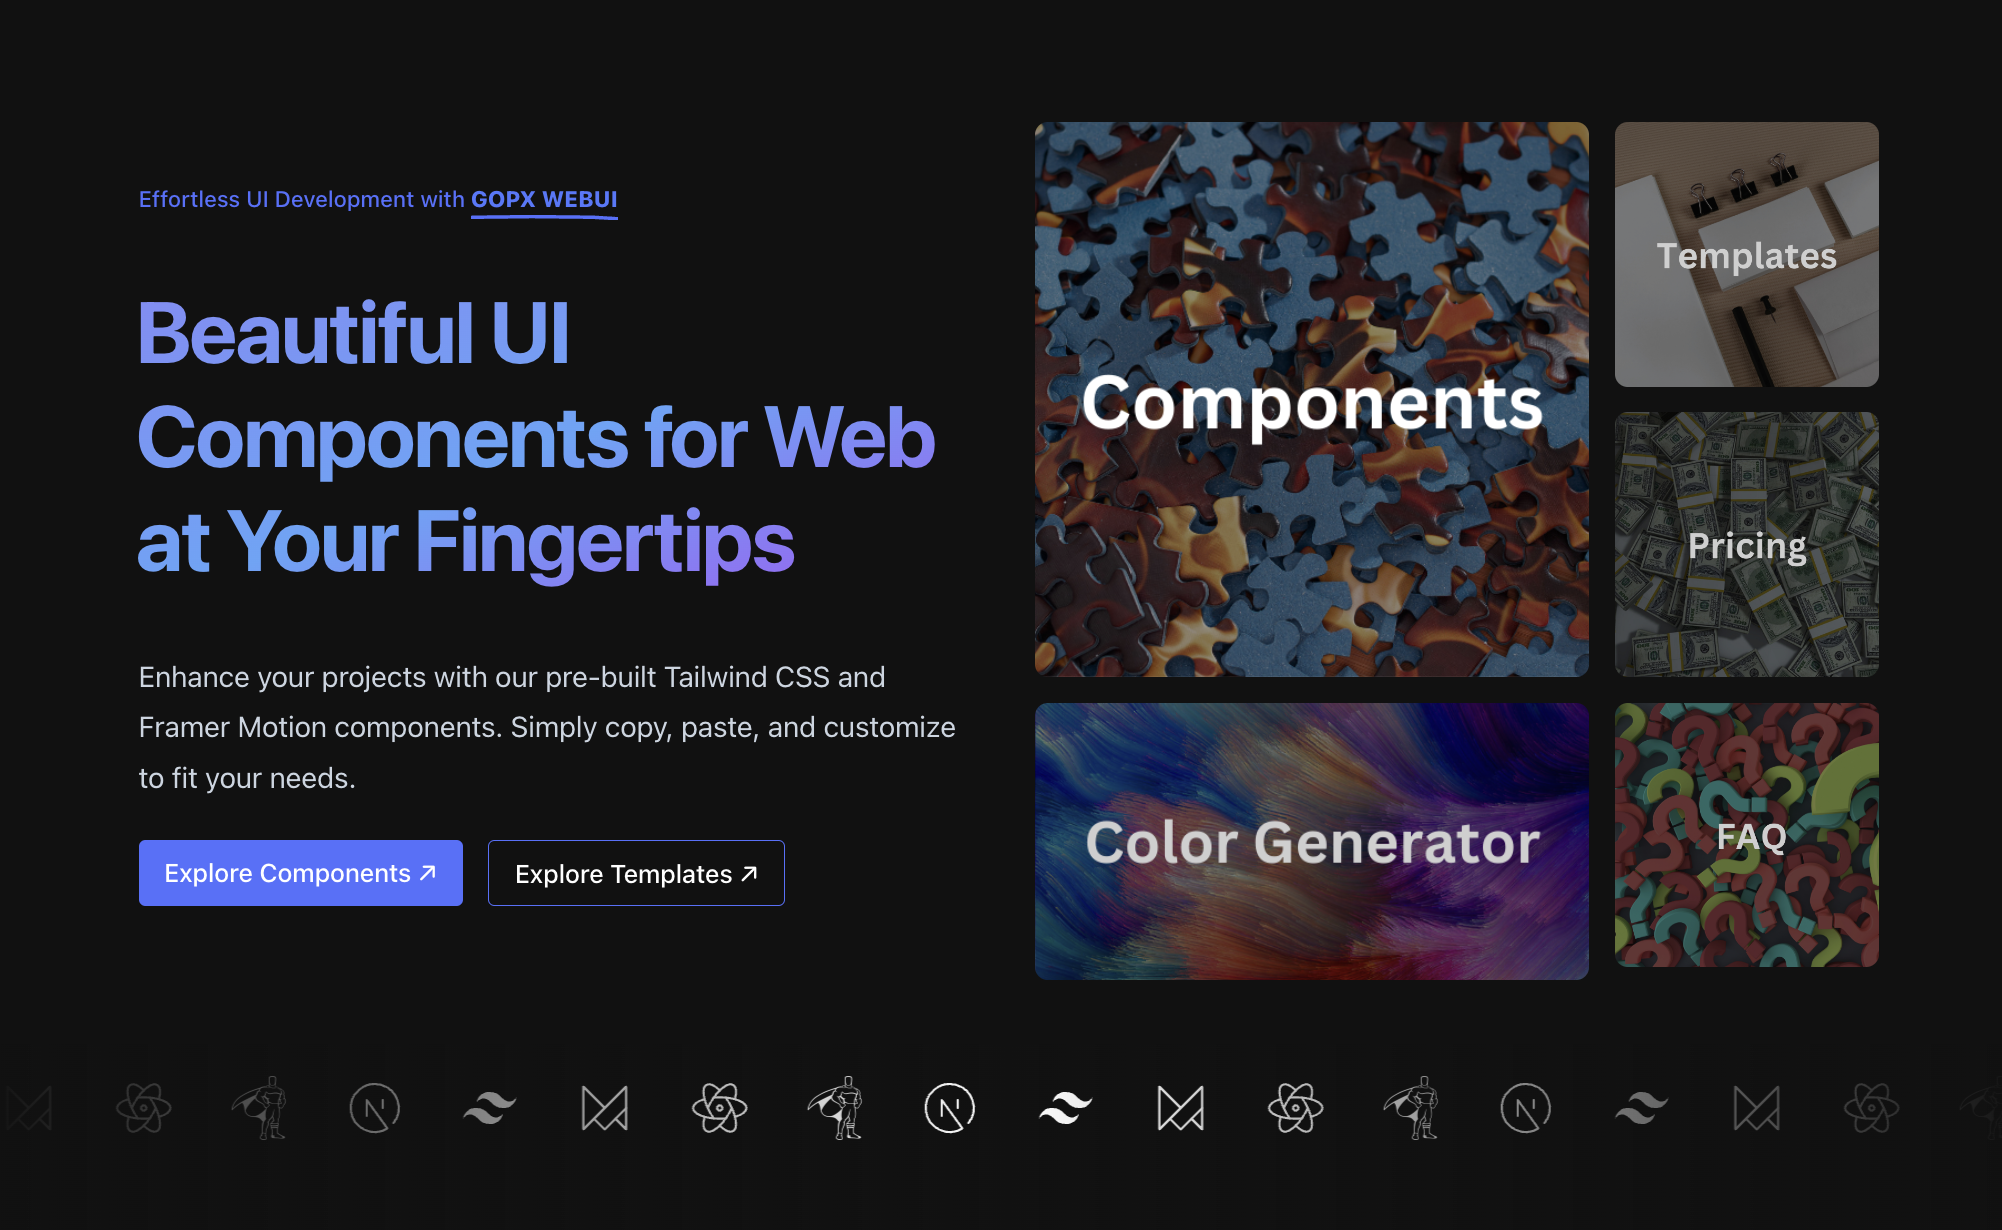 Effortless UI Development with GOPX WEBUI
Beautiful UI
Components for Web
at Your Fingertips
Enhance your projects with our pre-built Tailwind CSS and
Framer Motion components. Simply copy, paste, and customize
to fit your needs.
Explore Components
Explore Templates
Components
Templates
Pricing
Color Generator
FAQ